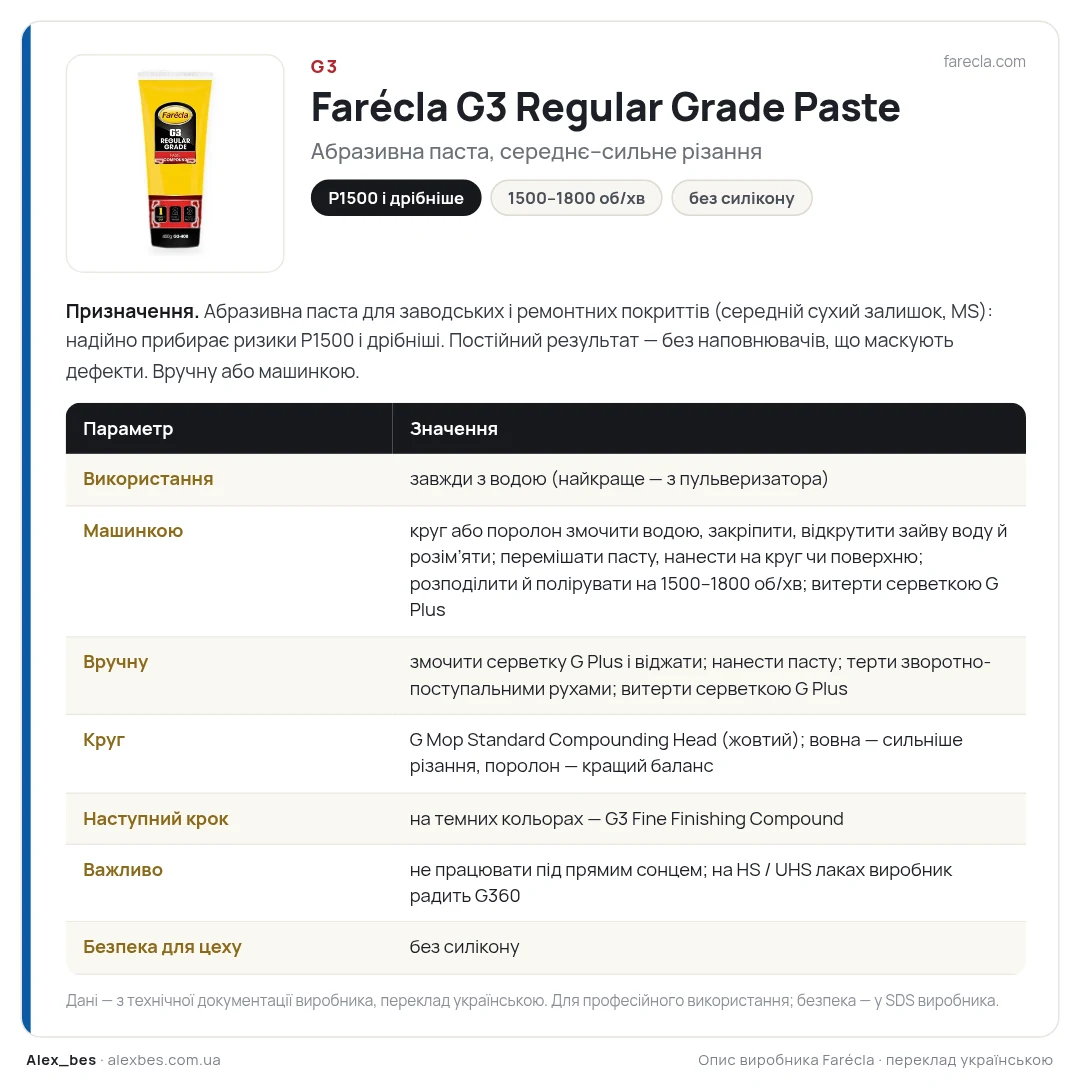 G3
farecla.com
Farécla G3 Regular Grade Paste
Абразивна паста, середнє–сильне різання
P1500 і дрібніше
1500–1800 об/хв
без силікону
Farécla
G3
REGULAR
GRADE
COMPOUND
Призначення. Абразивна паста для заводських і ремонтних покриттів (середній сухий залишок, MS):
надійно прибирає ризики P1500 і дрібніші. Постійний результат — без наповнювачів, що маскують
дефекти. Вручну або машинкою.
Параметр
Значення
Використання
завжди з водою (найкраще — з пульверизатора)
Машинкою
круг або поролон змочити водою, закріпити, відкрутити зайву воду й
розім’яти; перемішати пасту, нанести на круг чи поверхню;
розподілити й полірувати на 1500–1800 об/хв; витерти серветкою G
Plus
Вручну
змочити серветку G Plus і віджати; нанести пасту; терти зворотно-
поступальними рухами; витерти серветкою G Plus
Круг
G Mop Standard Compounding Head (жовтий); вовна — сильніше
різання, поролон — кращий баланс
Наступний крок
на темних кольорах — G3 Fine Finishing Compound
Важливо
не працювати під прямим сонцем; на HS / UHS лаках виробник
радить G360
Безпека для цеху
без силікону
Дані — з технічної документації виробника, переклад українською. Для професійного використання; безпека — у SDS виробника.
Alex_bes · alexbes.com.ua
Опис виробника Farécla · переклад українською